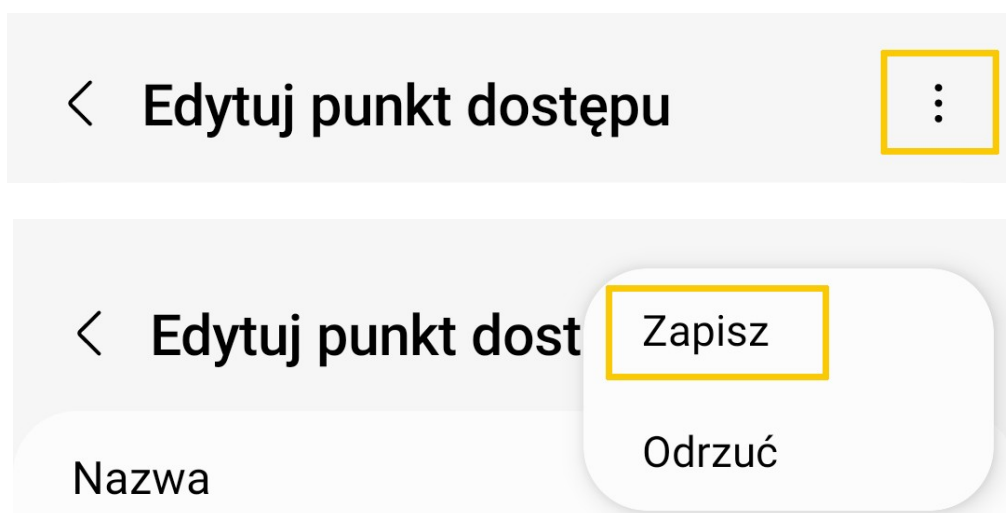 Edytuj punkt dostępu
Edytuj punkt dost
Zapisz
Odrzuć
Nazwa